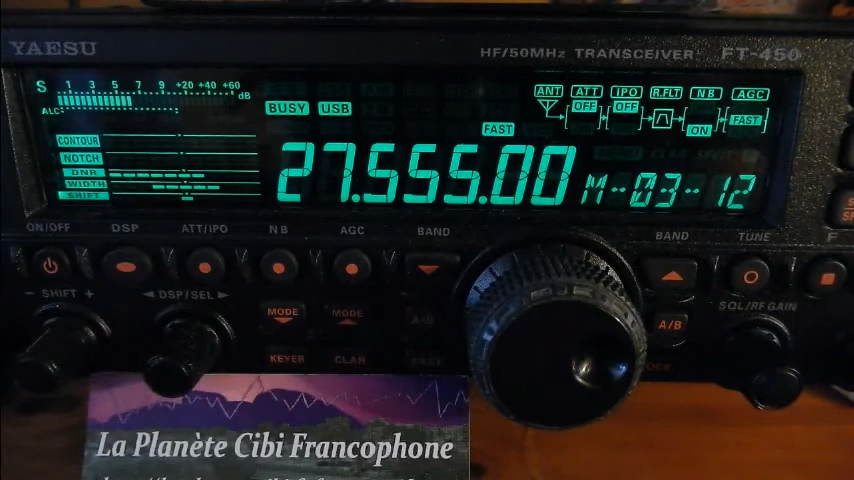 YAESU
HF/50MHz TRANSCEIVER FT-450
S 1 3 5 7 9 +20 +40 +60 dB
ALC
BUSY USB
ANT ATT IPO R.FLT NB AGC
OFF OFF
ON FAST
FAST
CONTOUR
NOTCH
DNR
WIDTH
SHIFT
27.555.00 M-03-12
ON/OFF DSP ATT/IPO NB AGC BAND
BAND TUNE F
- SHIFT + ◄ DSP/SEL ►
MODE MODE
A/B
SQL/RF GAIN
A/B
KEYER CLAR
La Planète Cibi Francophone